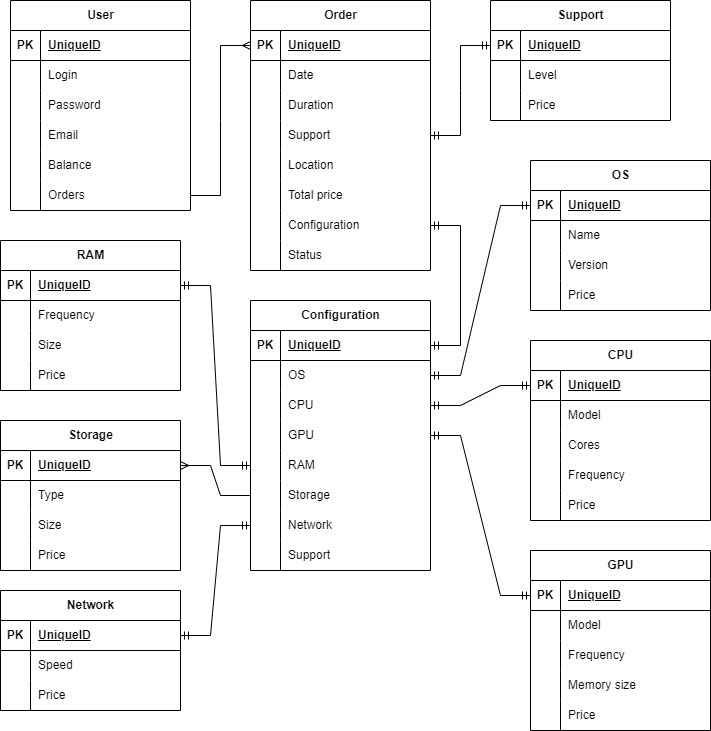 User
PK UniqueID
Login
Password
Email
Balance
Orders
Order
PK UniqueID
Date
Duration
Support
Location
Total price
Configuration
Status
Support
PK UniqueID
Level
Price
OS
PK UniqueID
Name
Version
Price
RAM
PK UniqueID
Frequency
Size
Price
Configuration
PK UniqueID
OS
CPU
GPU
RAM
Storage
Network
Support
CPU
PK UniqueID
Model
Cores
Frequency
Price
Storage
PK UniqueID
Type
Size
Price
Network
PK UniqueID
Speed
Price
GPU
PK UniqueID
Model
Frequency
Memory size
Price